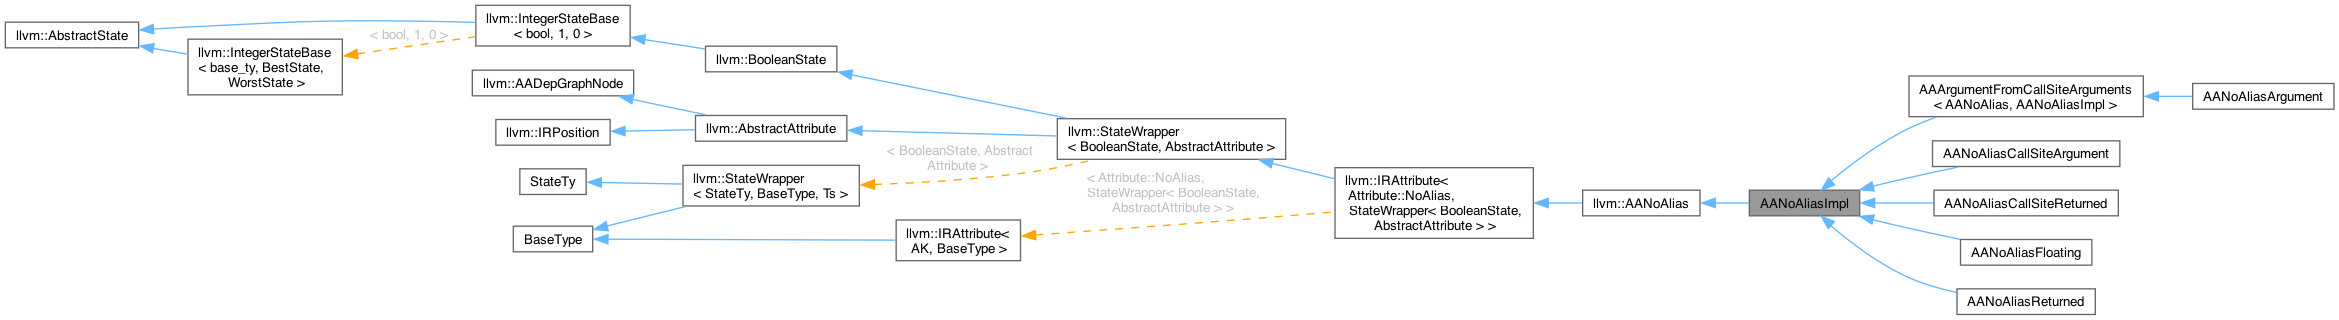 llvm::AbstractState
llvm::IntegerStateBase
< base_ty, BestState,
WorstState >
< bool, 1, 0 >
llvm::IntegerStateBase
< bool, 1, 0 >
llvm::BooleanState
llvm::AADepGraphNode
llvm::IRPosition
llvm::AbstractAttribute
StateTy
BaseType
llvm::StateWrapper
< StateTy, BaseType, Ts >
< BooleanState, Abstract
Attribute >
llvm::IRAttribute<
AK, BaseType >
llvm::StateWrapper
< BooleanState, AbstractAttribute >
< Attribute::NoAlias,
StateWrapper< BooleanState,
AbstractAttribute > >
llvm::IRAttribute<
Attribute::NoAlias,
StateWrapper< BooleanState,
AbstractAttribute > >
llvm::AANoAlias
AANoAliasImpl
AAArgumentFromCallSiteArguments
< AANoAlias, AANoAliasImpl >
AANoAliasArgument
AANoAliasCallSiteArgument
AANoAliasCallSiteReturned
AANoAliasFloating
AANoAliasReturned